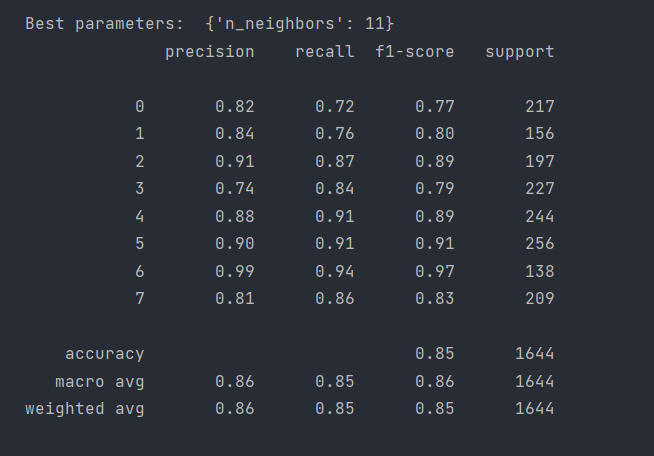 Best parameters:  {'n_neighbors': 11}
              precision    recall  f1-score   support

           0       0.82      0.72      0.77       217
           1       0.84      0.76      0.80       156
           2       0.91      0.87      0.89       197
           3       0.74      0.84      0.79       227
           4       0.88      0.91      0.89       244
           5       0.90      0.91      0.91       256
           6       0.99      0.94      0.97       138
           7       0.81      0.86      0.83       209

    accuracy                           0.85      1644
   macro avg       0.86      0.85      0.86      1644
weighted avg       0.86      0.85      0.85      1644